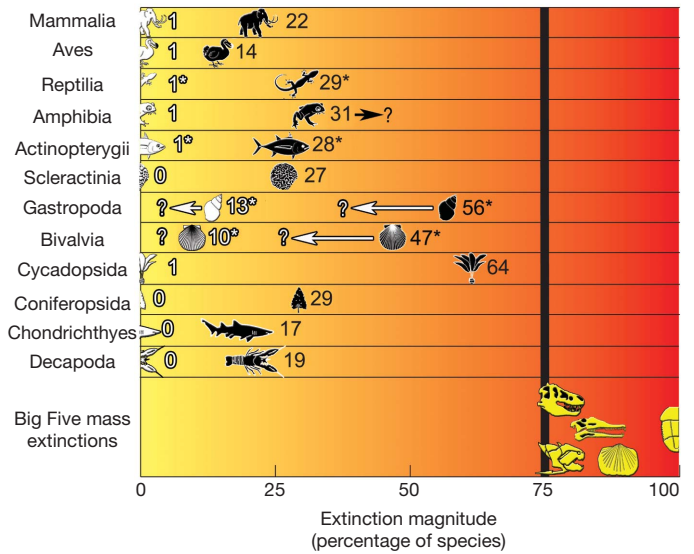 Mammalia 1 22
Aves 1 14
Reptilia 1* 29*
Amphibia 1 31 ?
Actinopterygii 1* 28*
Scleractinia 0 27
Gastropoda ? 13* ? 56*
Bivalvia ? 10* ? 47*
Cycadopsida 1 64
Coniferopsida 0 29
Chondrichthyes 0 17
Decapoda 0 19
Big Five mass
extinctions
0 25 50 75 100
Extinction magnitude
(percentage of species)